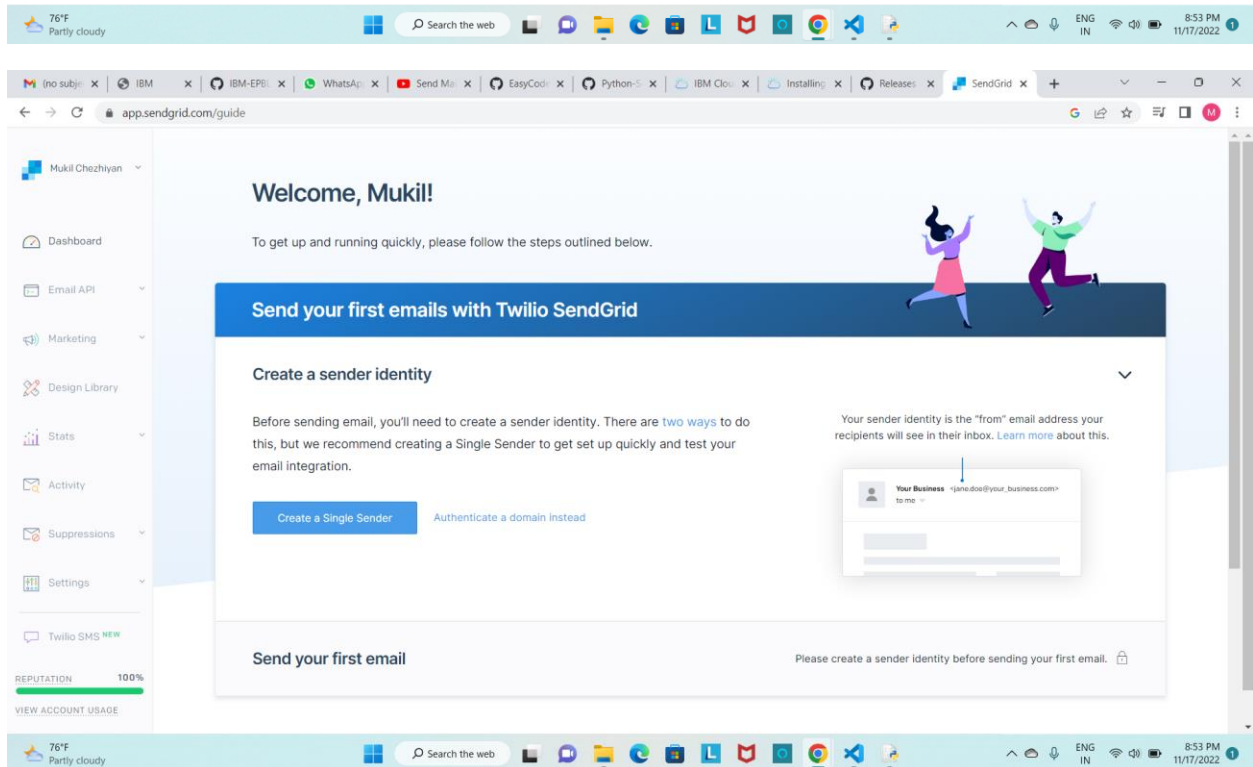 76°F
Partly cloudy
Search the web
ENG
IN
8:53 PM
11/17/2022
1
(no subje
IBM
IBM-EPBL
WhatsAp
Send Mai
EasyCode
Python-S
IBM Clou
Installing
Releases
SendGrid
app.sendgrid.com/guide
M
Mukil Chezhiyan
Dashboard
Email API
Marketing
Design Library
Stats
Activity
Suppressions
Settings
Twilio SMS NEW
REPUTATION 100%
VIEW ACCOUNT USAGE
Welcome, Mukil!
To get up and running quickly, please follow the steps outlined below.
Send your first emails with Twilio SendGrid
Create a sender identity
Before sending email, you'll need to create a sender identity. There are two ways to do
this, but we recommend creating a Single Sender to get set up quickly and test your
email integration.
Create a Single Sender
Authenticate a domain instead
Your sender identity is the "from" email address your
recipients will see in their inbox. Learn more about this.
Your Business <jane.doe@your_business.com>
to me
Send your first email
Please create a sender identity before sending your first email.
76°F
Partly cloudy
Search the web
ENG
IN
8:53 PM
11/17/2022
1